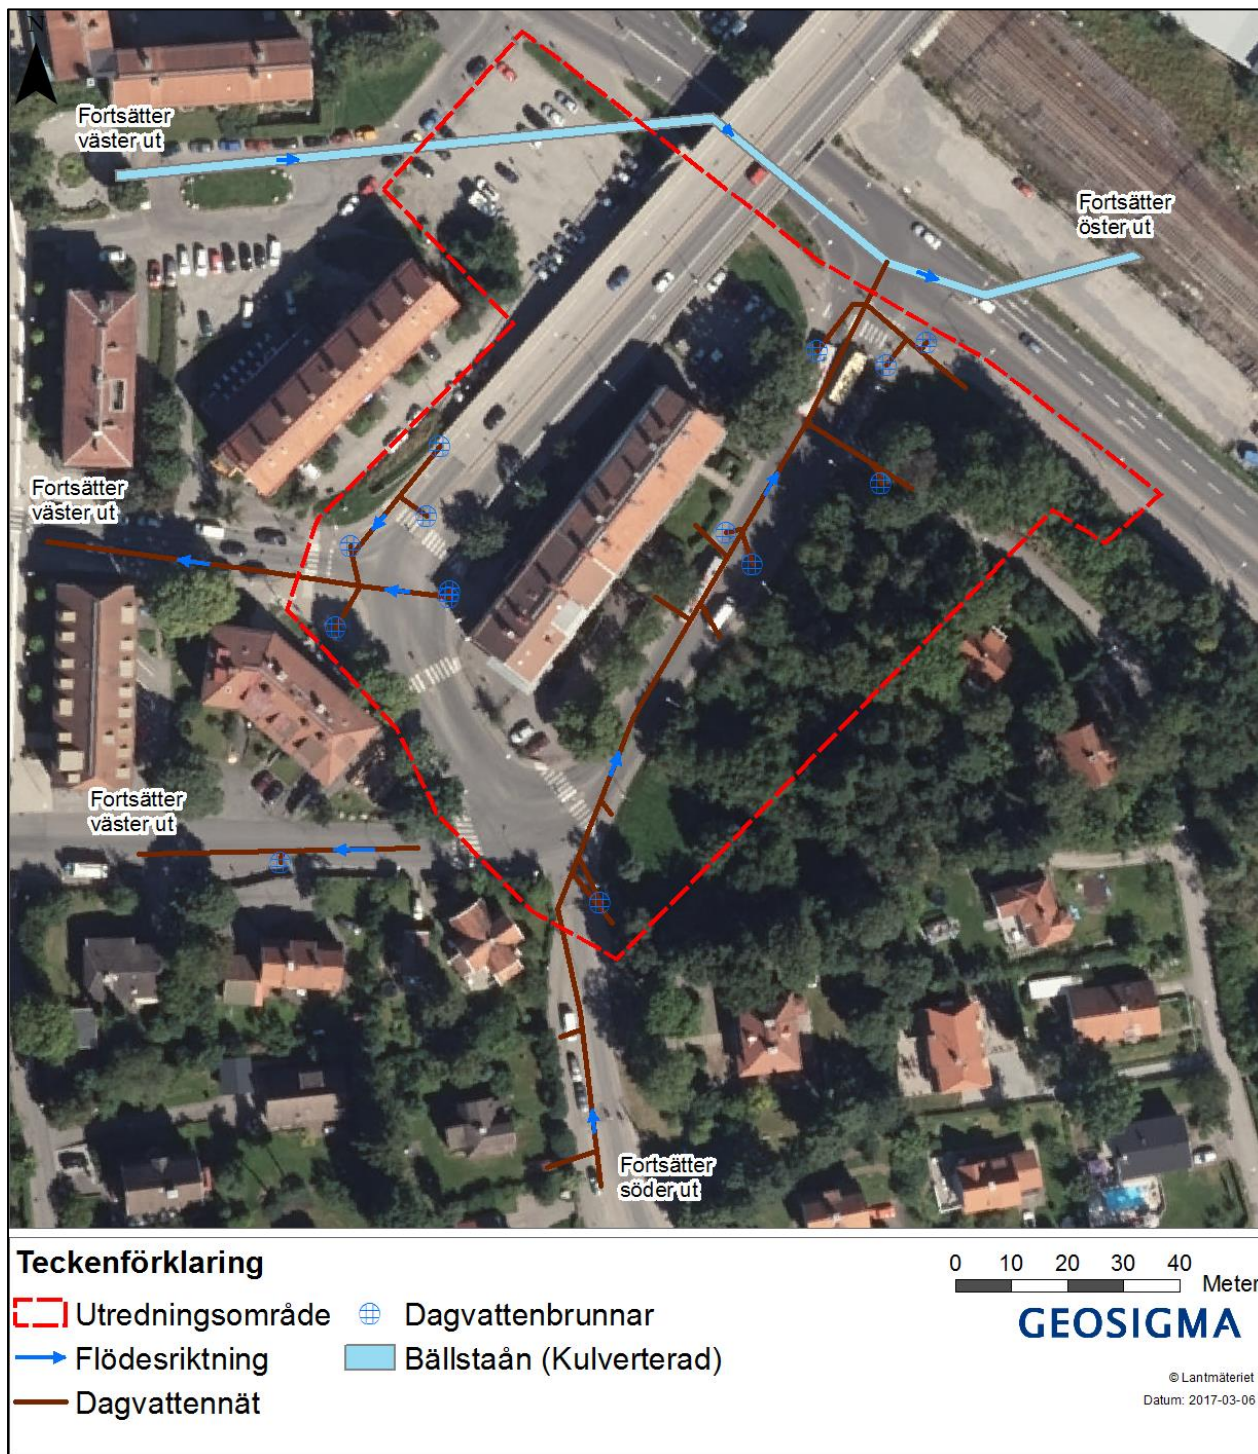 N
Fortsätter
väster ut
Fortsätter
öster ut
Fortsätter
väster ut
Fortsätter
väster ut
Fortsätter
söder ut
Teckenförklaring
Utredningsområde
Dagvattenbrunnar
Flödesriktning
Bällstaån (Kulverterad)
Dagvattennät
0 10 20 30 40
Meter
GEOSIGMA
© Lantmäteriet
Datum: 2017-03-06